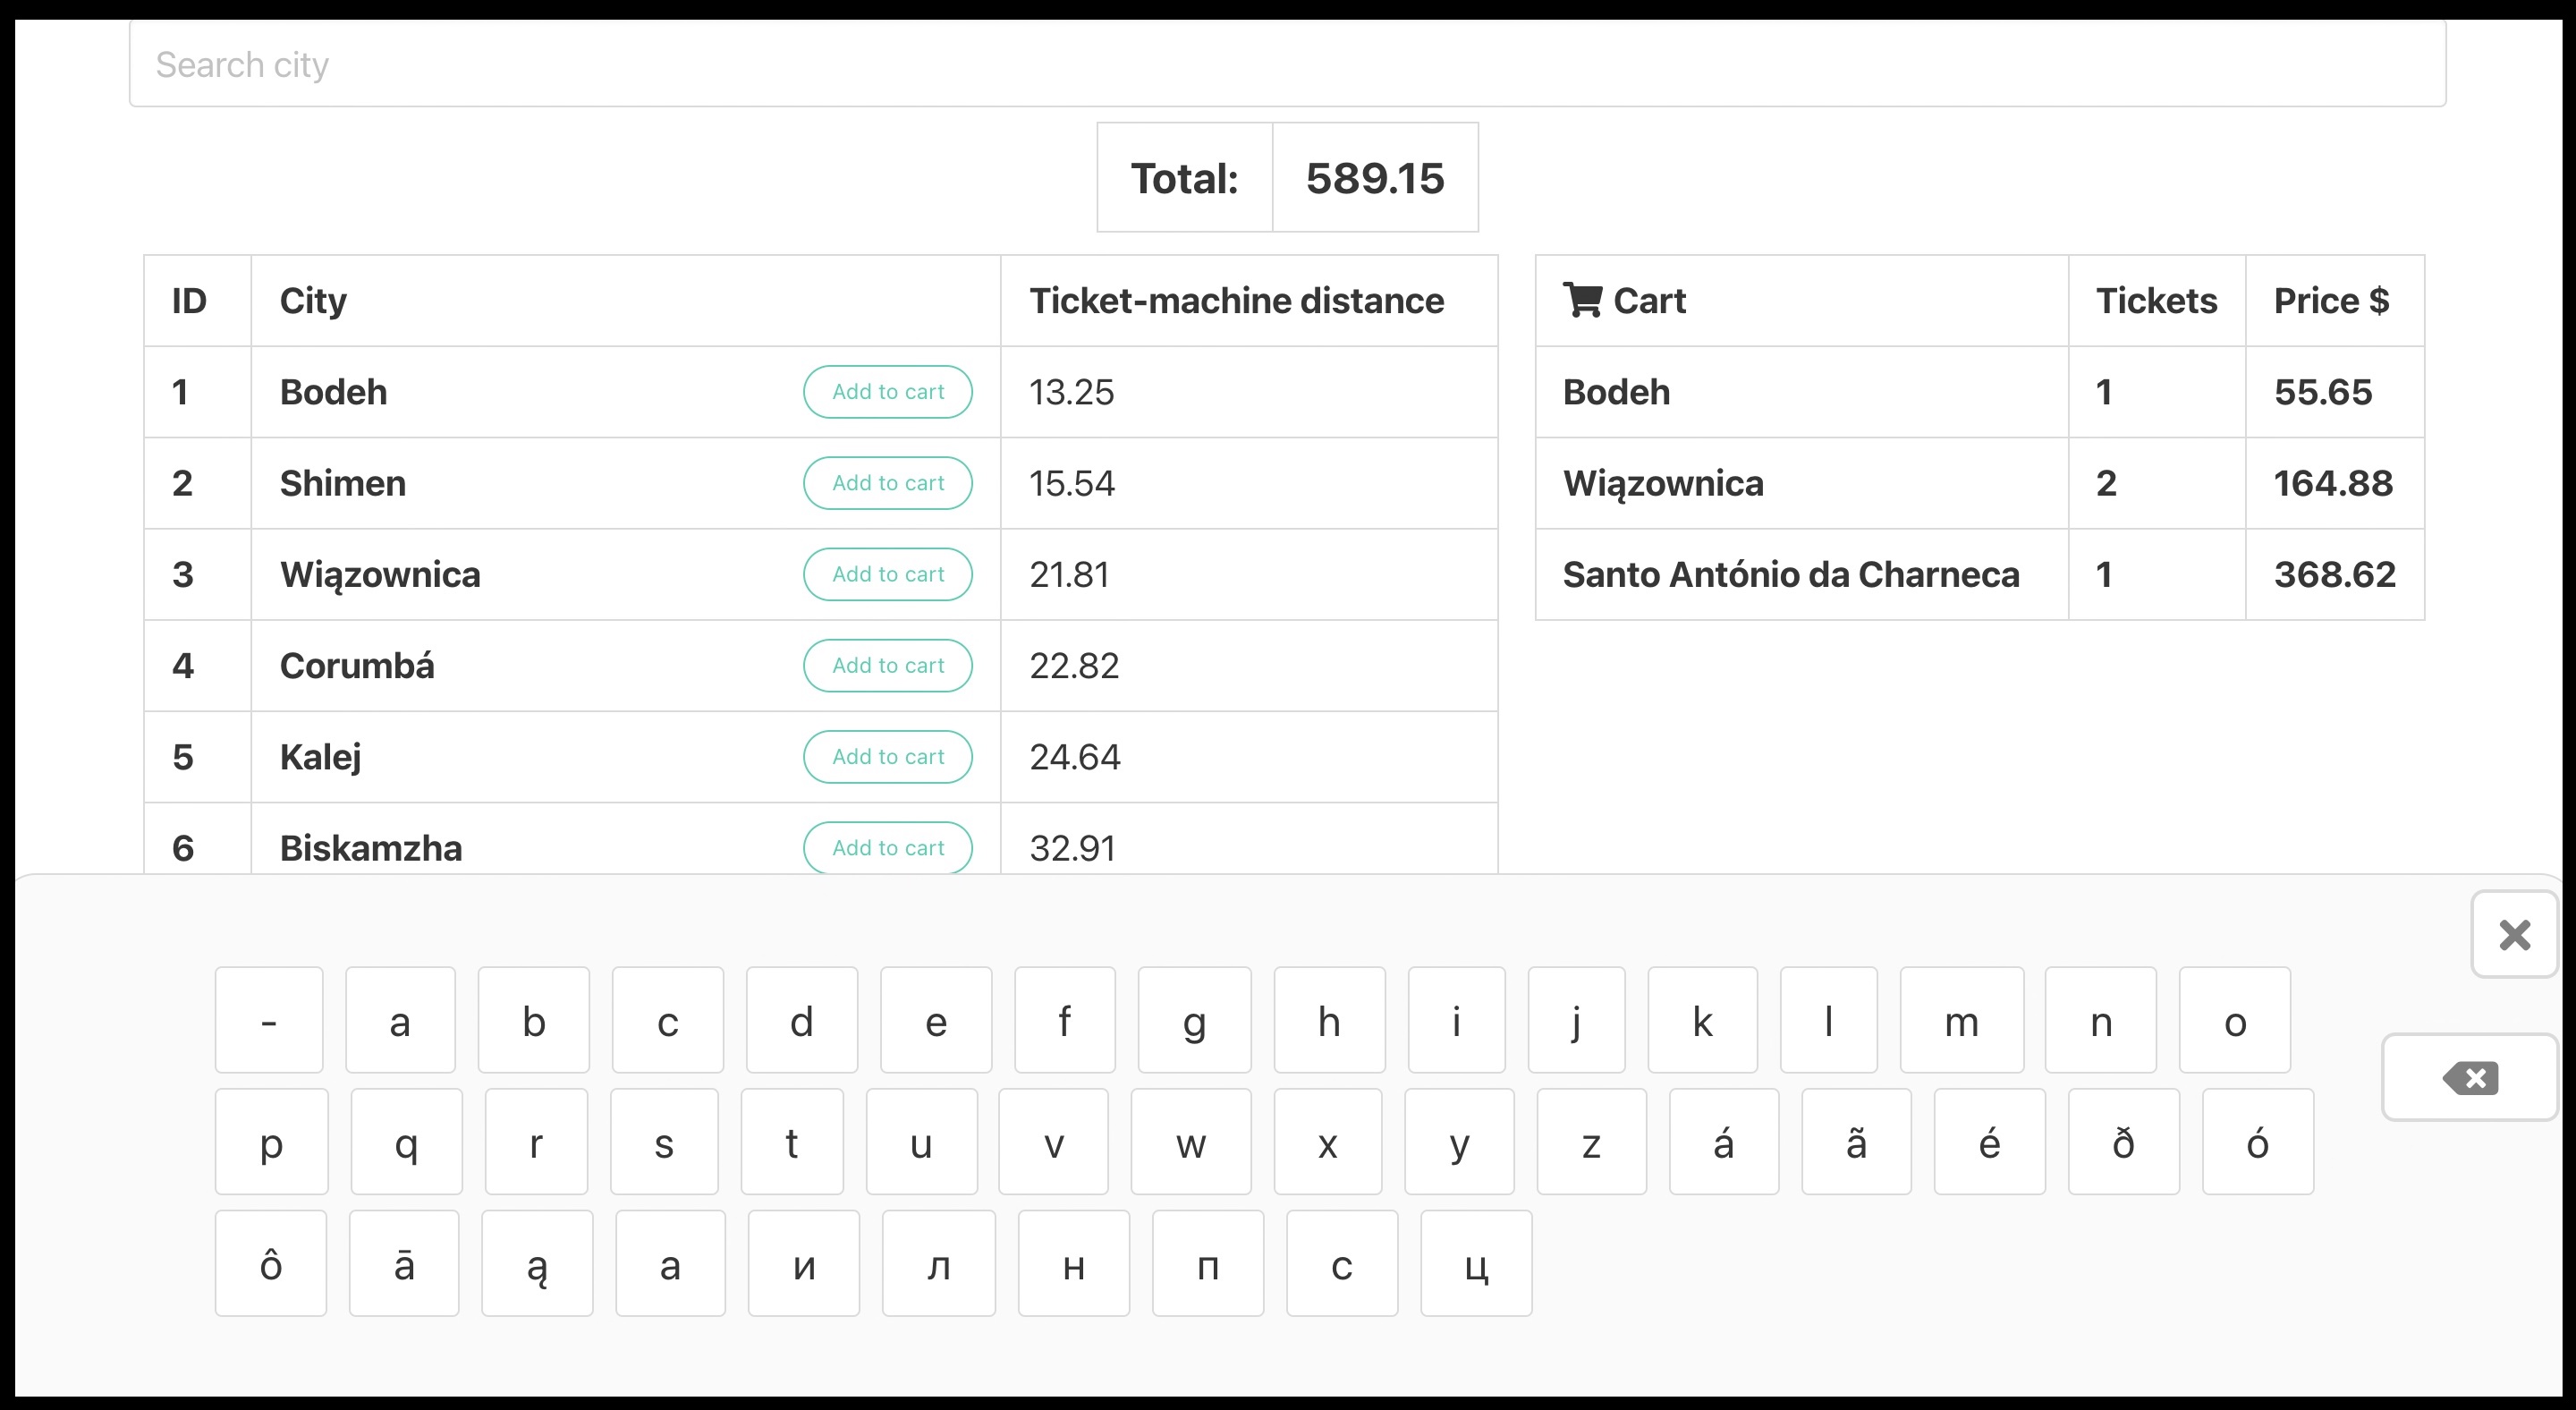 Search city
Total: 589.15
ID City Ticket-machine distance
1 Bodeh Add to cart 13.25
2 Shimen Add to cart 15.54
3 Wiązownica Add to cart 21.81
4 Corumbá Add to cart 22.82
5 Kalej Add to cart 24.64
6 Biskamzha Add to cart 32.91
Cart Tickets Price $
Bodeh 1 55.65
Wiązownica 2 164.88
Santo António da Charneca 1 368.62
- a b c d e f g h i j k l m n o
p q r s t u v w x y z á ã é ð ó
ô ā ą а и л н п с ц